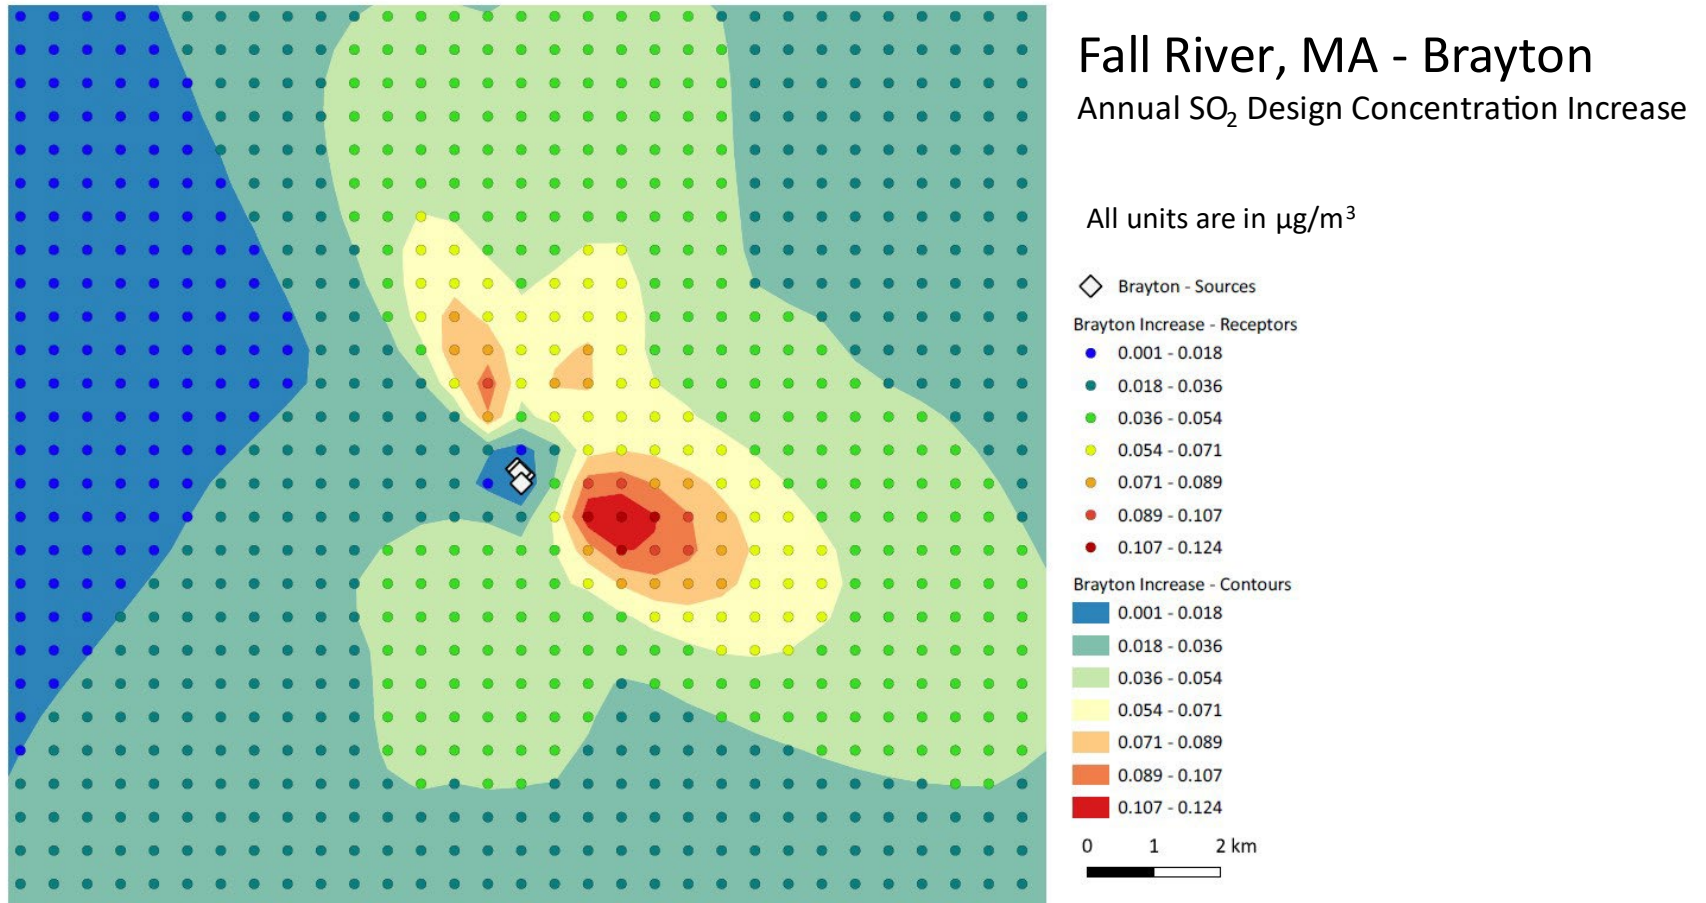 Fall River, MA - Brayton
Annual SO₂ Design Concentration Increase
All units are in µg/m³
Brayton - Sources
Brayton Increase - Receptors
0.001 - 0.018
0.018 - 0.036
0.036 - 0.054
0.054 - 0.071
0.071 - 0.089
0.089 - 0.107
0.107 - 0.124
Brayton Increase - Contours
0.001 - 0.018
0.018 - 0.036
0.036 - 0.054
0.054 - 0.071
0.071 - 0.089
0.089 - 0.107
0.107 - 0.124
0 1 2 km